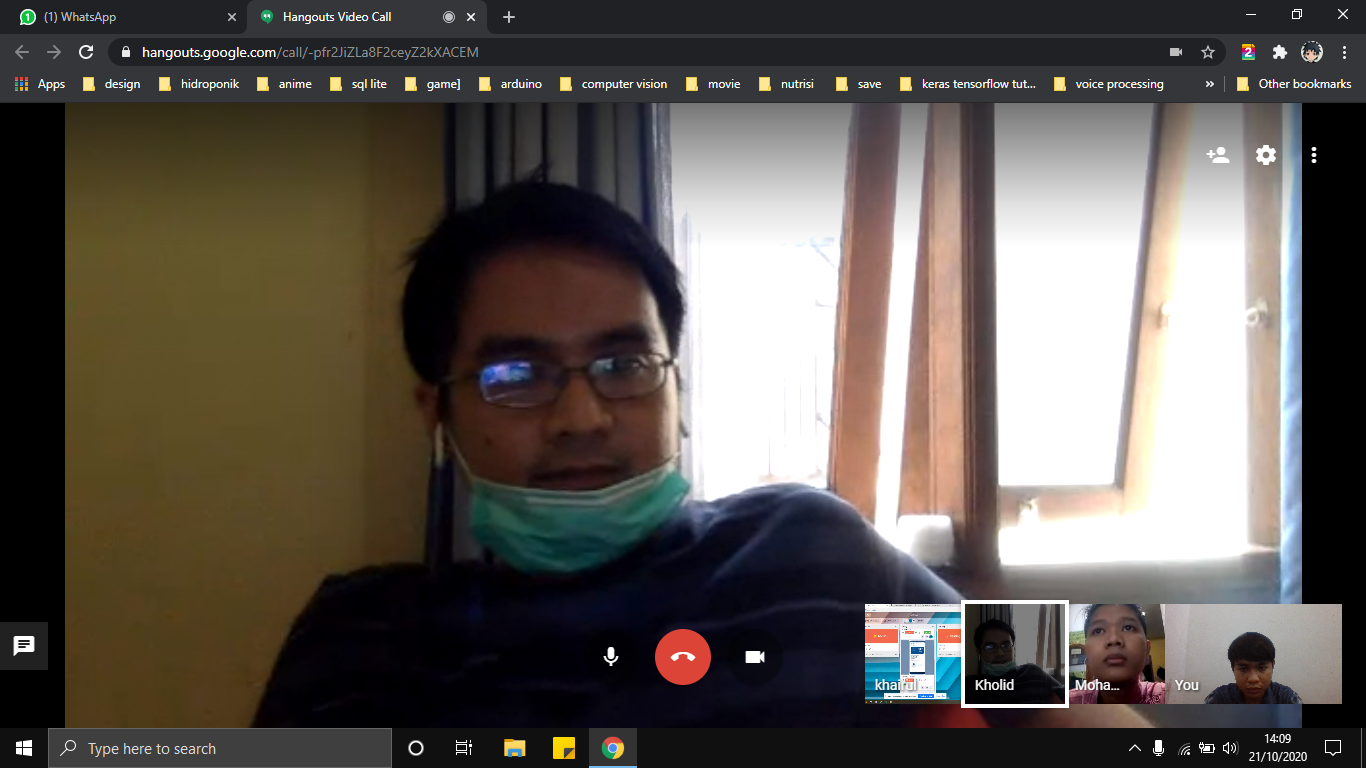 (1) WhatsApp
Hangouts Video Call
hangouts.google.com/call/-pfr2JiZLa8F2ceyZ2kXACEM
2
Apps design hidroponik anime sql lite game] arduino computer vision movie nutrisi save keras tensorflow tut... voice processing » Other bookmarks
khairul Kholid Moha... You
Type here to search
14:09
21/10/2020